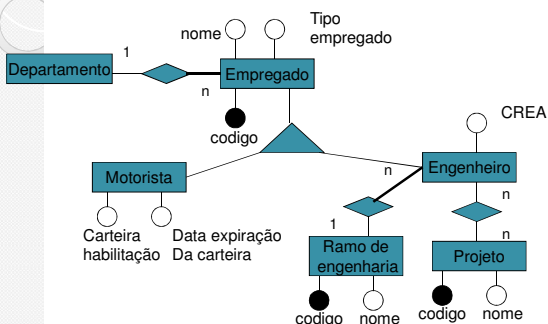 Tipo
empregado
nome
1
Departamento
Empregado
n
codigo
CREA
Motorista
n
Engenheiro
Carteira
habilitação
Data expiração
Da carteira
1
n
Ramo de
engenharia
n
Projeto
codigo
nome
codigo
nome